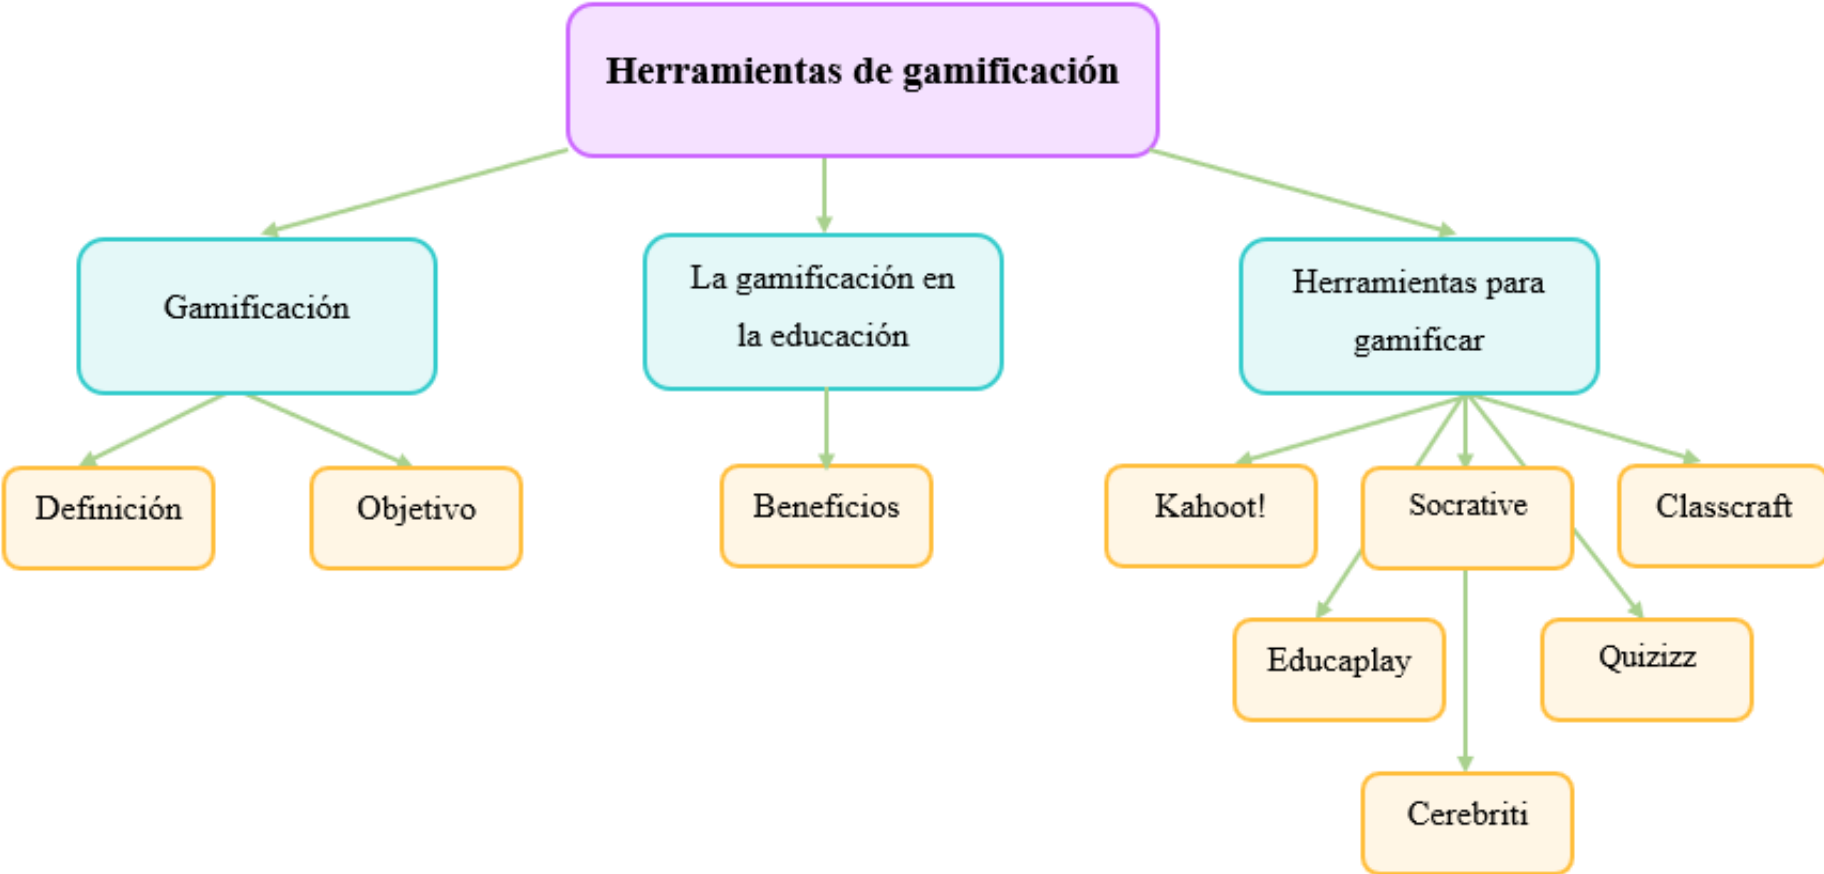 Herramientas de gamificación
Gamificación
La gamificación en
la educación
Herramientas para
gamificar
Definición
Objetivo
Beneficios
Kahoot!
Socrative
Classcraft
Educaplay
Quizizz
Cerebriti